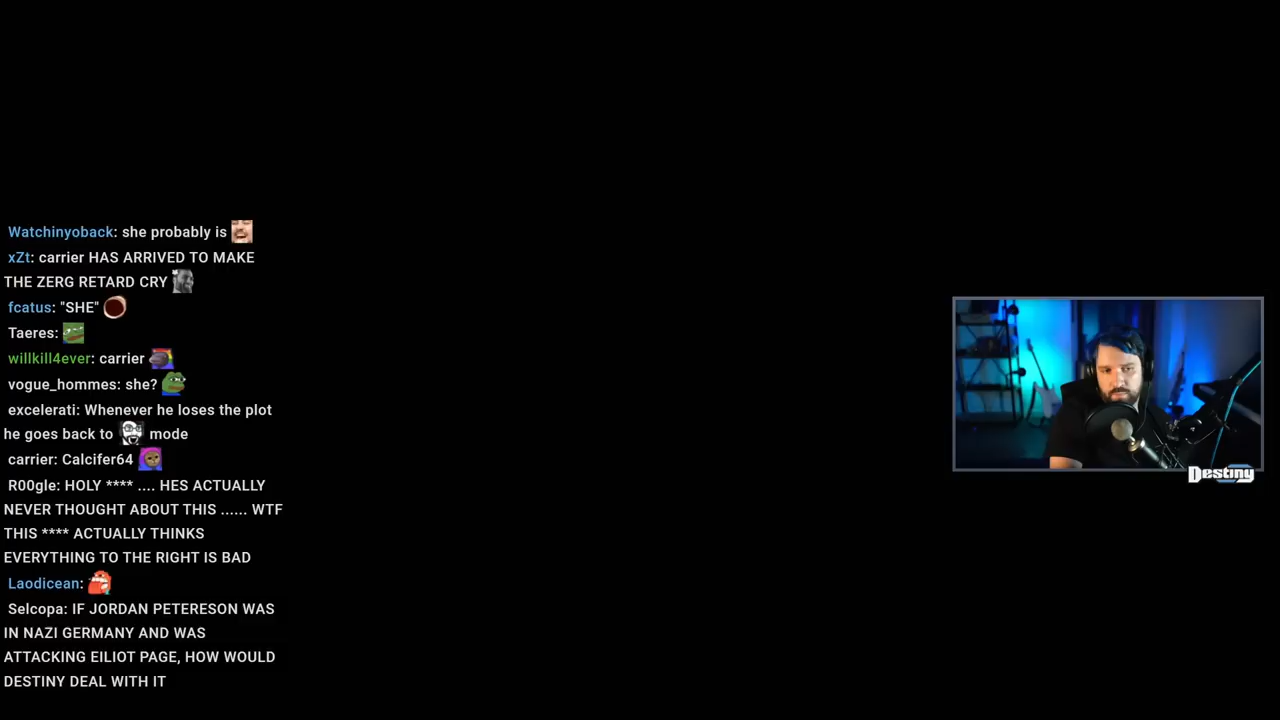 Watchinyoback: she probably is
xZt: carrier HAS ARRIVED TO MAKE
THE ZERG RETARD CRY
fcatus: "SHE"
Taeres:
willkill4ever: carrier
vogue_hommes: she?
excelerati: Whenever he loses the plot
he goes back to mode
carrier: Calcifer64
R00gle: HOLY **** .... HES ACTUALLY
NEVER THOUGHT ABOUT THIS ...... WTF
THIS **** ACTUALLY THINKS
EVERYTHING TO THE RIGHT IS BAD
Laodicean:
Selcopa: IF JORDAN PETERESON WAS
IN NAZI GERMANY AND WAS
ATTACKING EILIOT PAGE, HOW WOULD
DESTINY DEAL WITH IT
Destiny